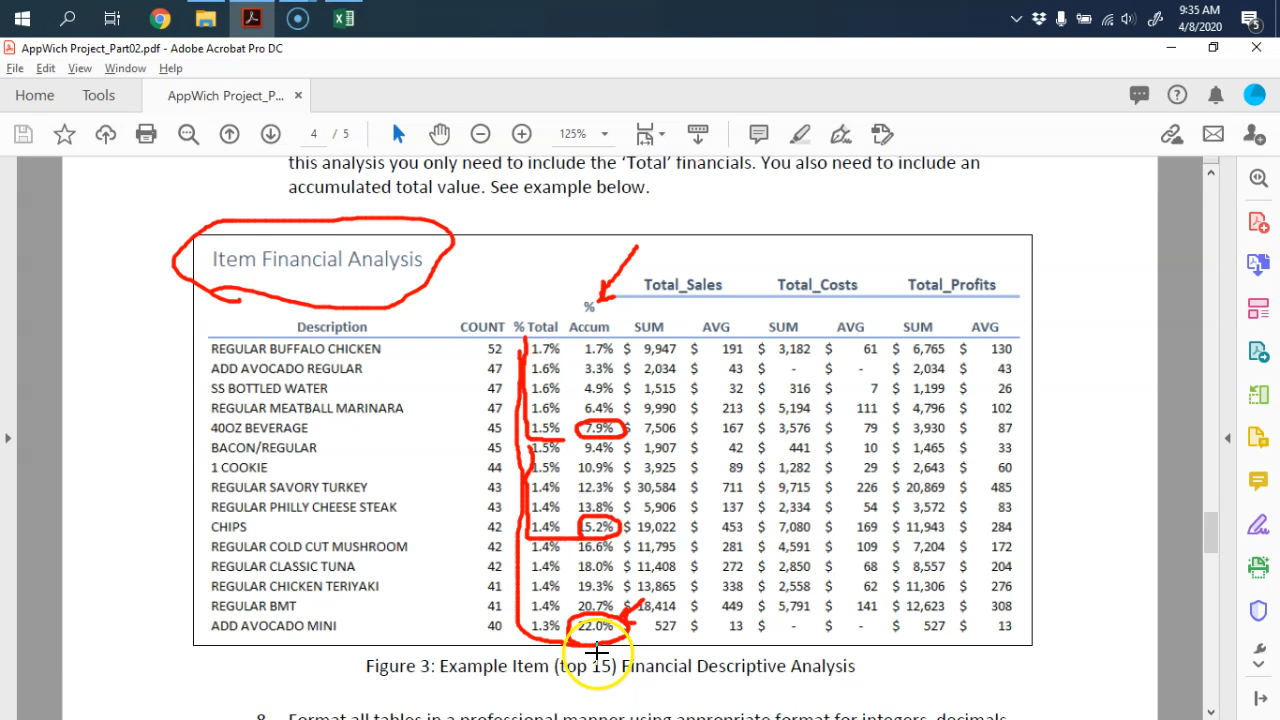 9:35 AM
4/8/2020
5
AppWich Project_Part02.pdf - Adobe Acrobat Pro DC
File Edit View Window Help
Home Tools AppWich Project_P... ×
4 / 5 125%
this analysis you only need to include the 'Total' financials. You also need to include an
accumulated total value. See example below.
Item Financial Analysis
Total_Sales Total_Costs Total_Profits
%
Description COUNT % Total Accum SUM AVG SUM AVG SUM AVG
REGULAR BUFFALO CHICKEN 52 1.7% 1.7% $ 9,947 $ 191 $ 3,182 $ 61 $ 6,765 $ 130
ADD AVOCADO REGULAR 47 1.6% 3.3% $ 2,034 $ 43 $ - $ - $ 2,034 $ 43
SS BOTTLED WATER 47 1.6% 4.9% $ 1,515 $ 32 $ 316 $ 7 $ 1,199 $ 26
REGULAR MEATBALL MARINARA 47 1.6% 6.4% $ 9,990 $ 213 $ 5,194 $ 111 $ 4,796 $ 102
40OZ BEVERAGE 45 1.5% 7.9% $ 7,506 $ 167 $ 3,576 $ 79 $ 3,930 $ 87
BACON/REGULAR 45 1.5% 9.4% $ 1,907 $ 42 $ 441 $ 10 $ 1,465 $ 33
1 COOKIE 44 1.5% 10.9% $ 3,925 $ 89 $ 1,282 $ 29 $ 2,643 $ 60
REGULAR SAVORY TURKEY 43 1.4% 12.3% $ 30,584 $ 711 $ 9,715 $ 226 $ 20,869 $ 485
REGULAR PHILLY CHEESE STEAK 43 1.4% 13.8% $ 5,906 $ 137 $ 2,334 $ 54 $ 3,572 $ 83
CHIPS 42 1.4% 15.2% $ 19,022 $ 453 $ 7,080 $ 169 $ 11,943 $ 284
REGULAR COLD CUT MUSHROOM 42 1.4% 16.6% $ 11,795 $ 281 $ 4,591 $ 109 $ 7,204 $ 172
REGULAR CLASSIC TUNA 42 1.4% 18.0% $ 11,408 $ 272 $ 2,850 $ 68 $ 8,557 $ 204
REGULAR CHICKEN TERIYAKI 41 1.4% 19.3% $ 13,865 $ 338 $ 2,558 $ 62 $ 11,306 $ 276
REGULAR BMT 41 1.4% 20.7% $ 18,414 $ 449 $ 5,791 $ 141 $ 12,623 $ 308
ADD AVOCADO MINI 40 1.3% 22.0% $ 527 $ 13 $ - $ - $ 527 $ 13
Figure 3: Example Item (top 15) Financial Descriptive Analysis
8. Format all tables in a professional manner using appropriate format for integers, decimals